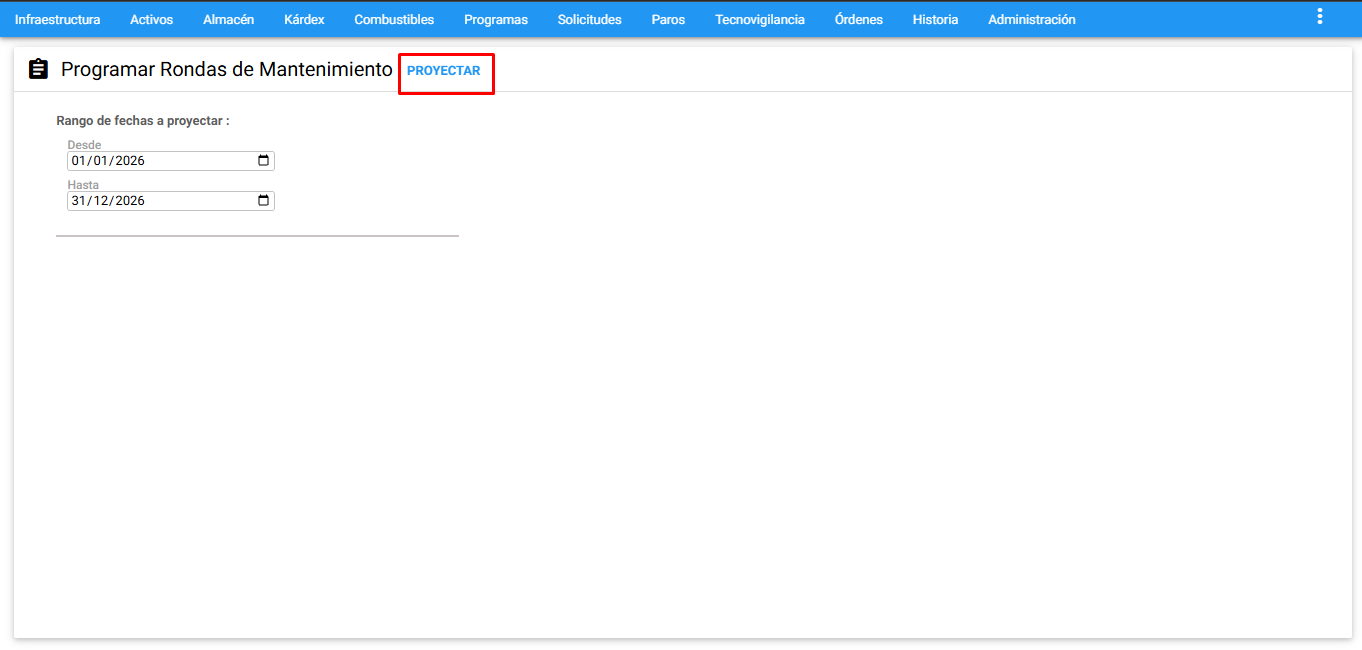 Infraestructura Activos Almacén Kárdex Combustibles Programas Solicitudes Paros Tecnovigilancia Órdenes Historia Administración
Programar Rondas de Mantenimiento PROYECTAR
Rango de fechas a proyectar :
Desde
01/01/2026
Hasta
31/12/2026